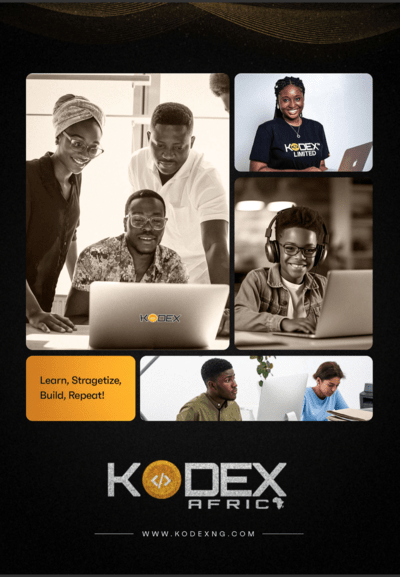 KODEX
LIMITED
KODEX
Learn, Stragetize,
Build, Repeat!
KODEX
AFRICA
WWW.KODEXNG.COM